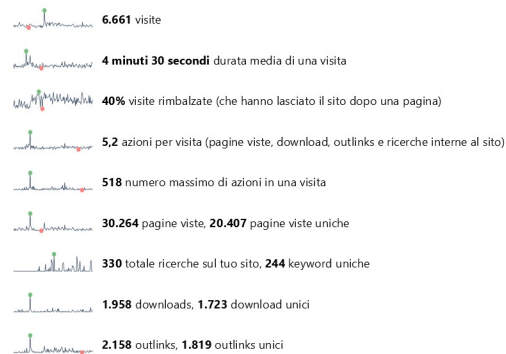 6.661 visite
4 minuti 30 secondi durata media di una visita
40% visite rimbalzate (che hanno lasciato il sito dopo una pagina)
5,2 azioni per visita (pagine viste, download, outlinks e ricerche interne al sito)
518 numero massimo di azioni in una visita
30.264 pagine viste, 20.407 pagine viste uniche
330 totale ricerche sul tuo sito, 244 keyword uniche
1.958 downloads, 1.723 download unici
2.158 outlinks, 1.819 outlinks unici